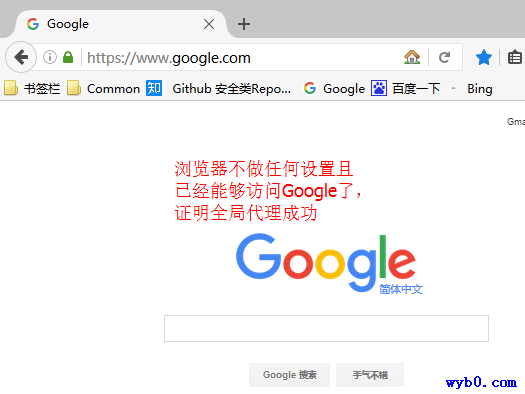 Google
https://www.google.com
书签栏 Common 知 Github 安全类Repo... Google 百度一下 Bing
Gma
浏览器不做任何设置且
已经能够访问Google了，
证明全局代理成功
Google
简体中文
Google 搜索 手气不错
wyb0.com